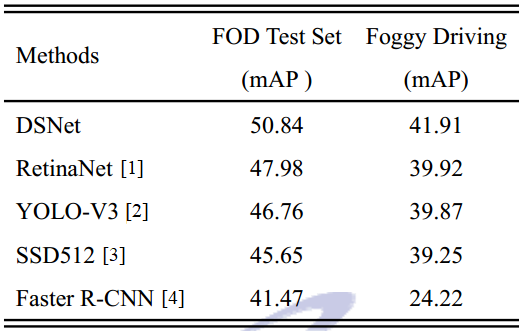 Methods FOD Test Set (mAP ) Foggy Driving (mAP)
DSNet 50.84 41.91
RetinaNet [1] 47.98 39.92
YOLO-V3 [2] 46.76 39.87
SSD512 [3] 45.65 39.25
Faster R-CNN [4] 41.47 24.22